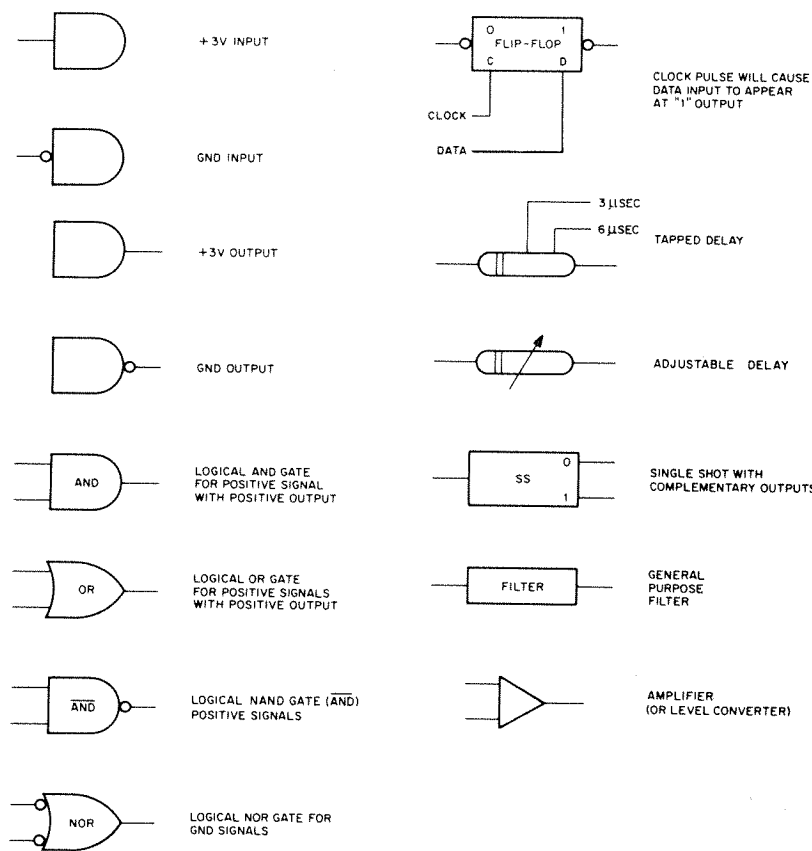 +3V INPUT
GND INPUT
+3V OUTPUT
GND OUTPUT
AND
LOGICAL AND GATE
FOR POSITIVE SIGNAL
WITH POSITIVE OUTPUT
OR
LOGICAL OR GATE
FOR POSITIVE SIGNALS
WITH POSITIVE OUTPUT
A̅N̅D̅
LOGICAL NAND GATE (A̅N̅D̅)
POSITIVE SIGNALS
NOR
LOGICAL NOR GATE FOR
GND SIGNALS
0 1
FLIP-FLOP
C D
CLOCK
DATA
CLOCK PULSE WILL CAUSE
DATA INPUT TO APPEAR
AT "1" OUTPUT
3 μSEC
6 μSEC
TAPPED DELAY
ADJUSTABLE DELAY
0
SS
1
SINGLE SHOT WITH
COMPLEMENTARY OUTPUTS
FILTER
GENERAL
PURPOSE
FILTER
AMPLIFIER
(OR LEVEL CONVERTER)